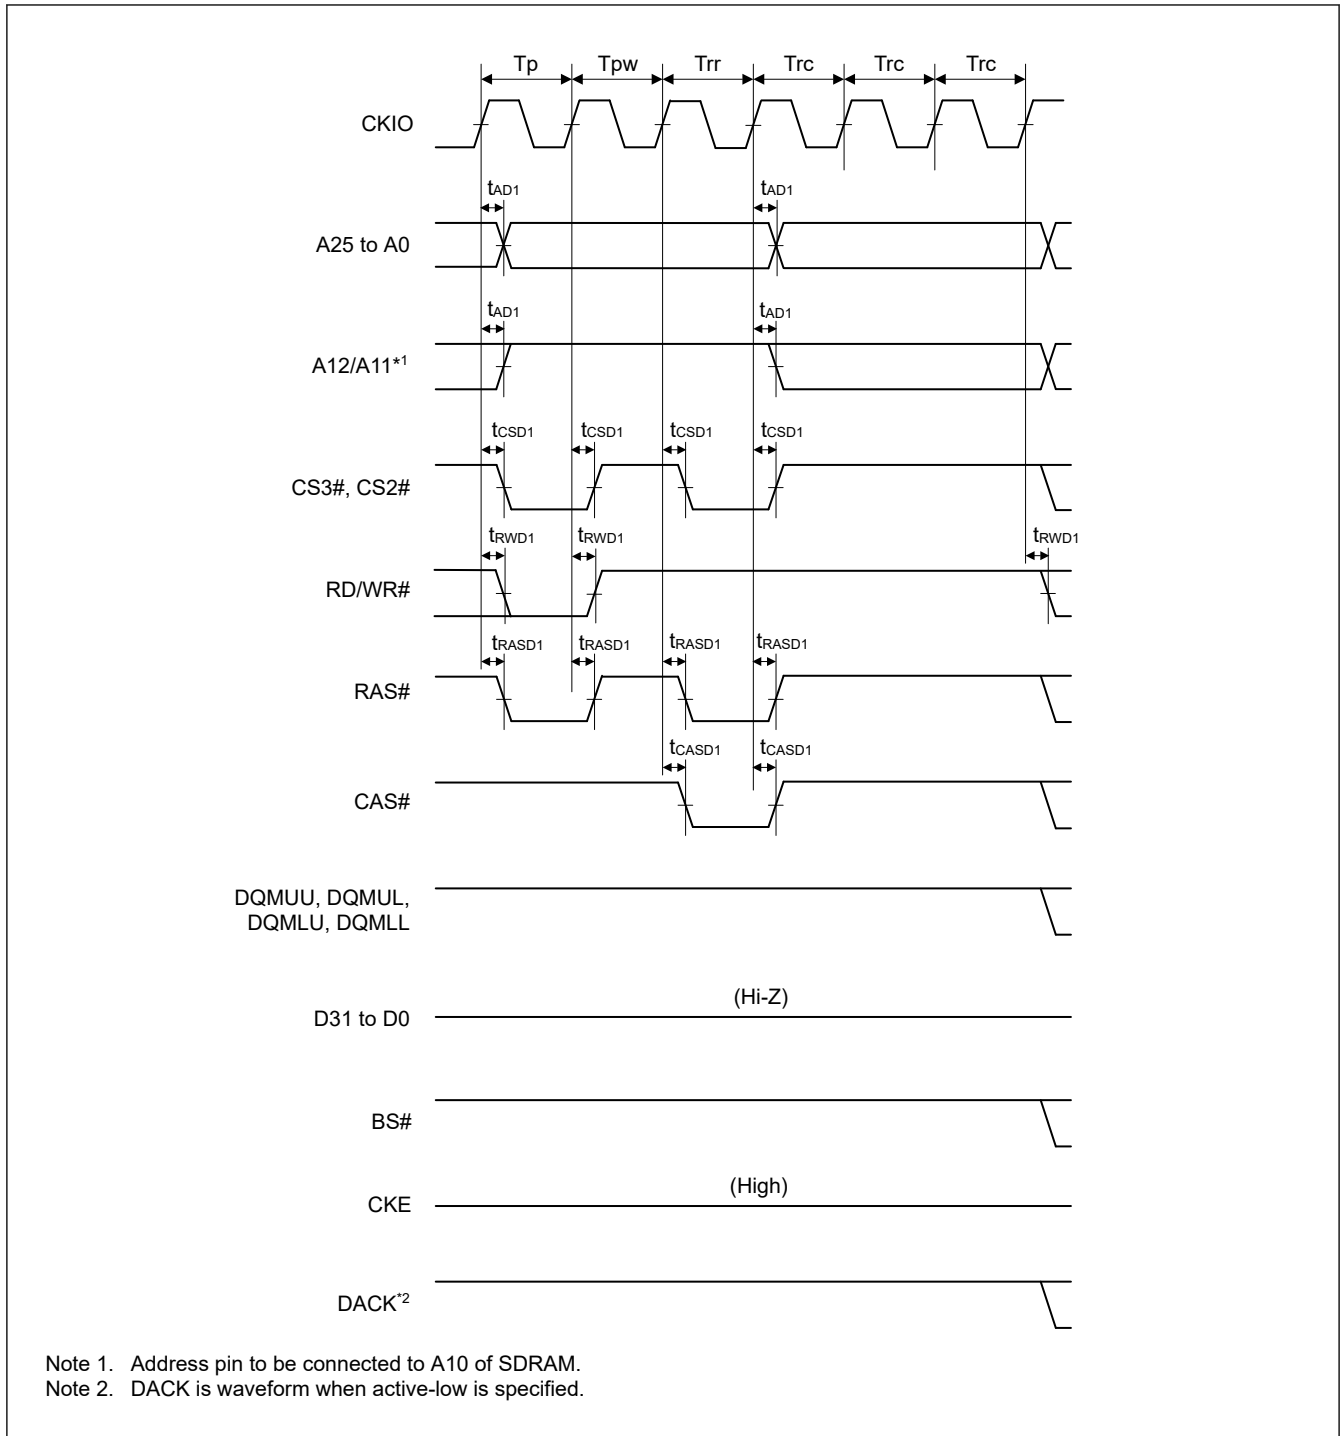 Tp Tpw Trr Trc Trc Trc
CKIO
tAD1 tAD1
A25 to A0
tAD1 tAD1
A12/A11*1
tCSD1 tCSD1 tCSD1 tCSD1
CS3#, CS2#
tRWD1 tRWD1 tRWD1
RD/WR#
tRASD1 tRASD1 tRASD1 tRASD1
RAS#
tCASD1 tCASD1
CAS#
DQMUU, DQMUL,
DQMLU, DQMLL
(Hi-Z)
D31 to D0
BS#
(High)
CKE
DACK*2
Note 1. Address pin to be connected to A10 of SDRAM.
Note 2. DACK is waveform when active-low is specified.